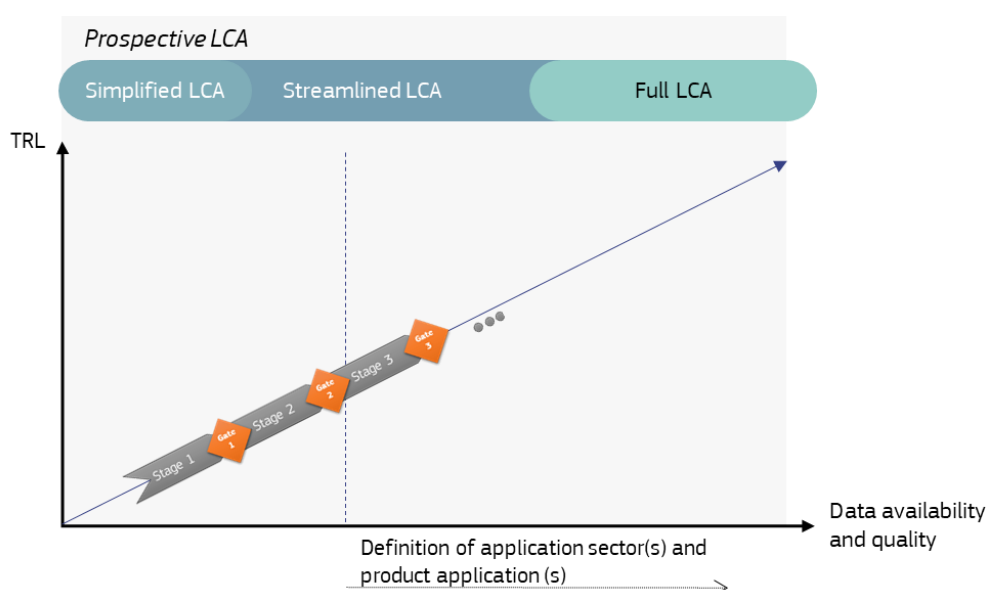 Prospective LCA
Simplified LCA
Streamlined LCA
Full LCA
TRL
Gate
3
Stage 3
Gate
2
Stage 2
Gate
1
Stage 1
Data availability
and quality
Definition of application sector(s) and
product application (s)